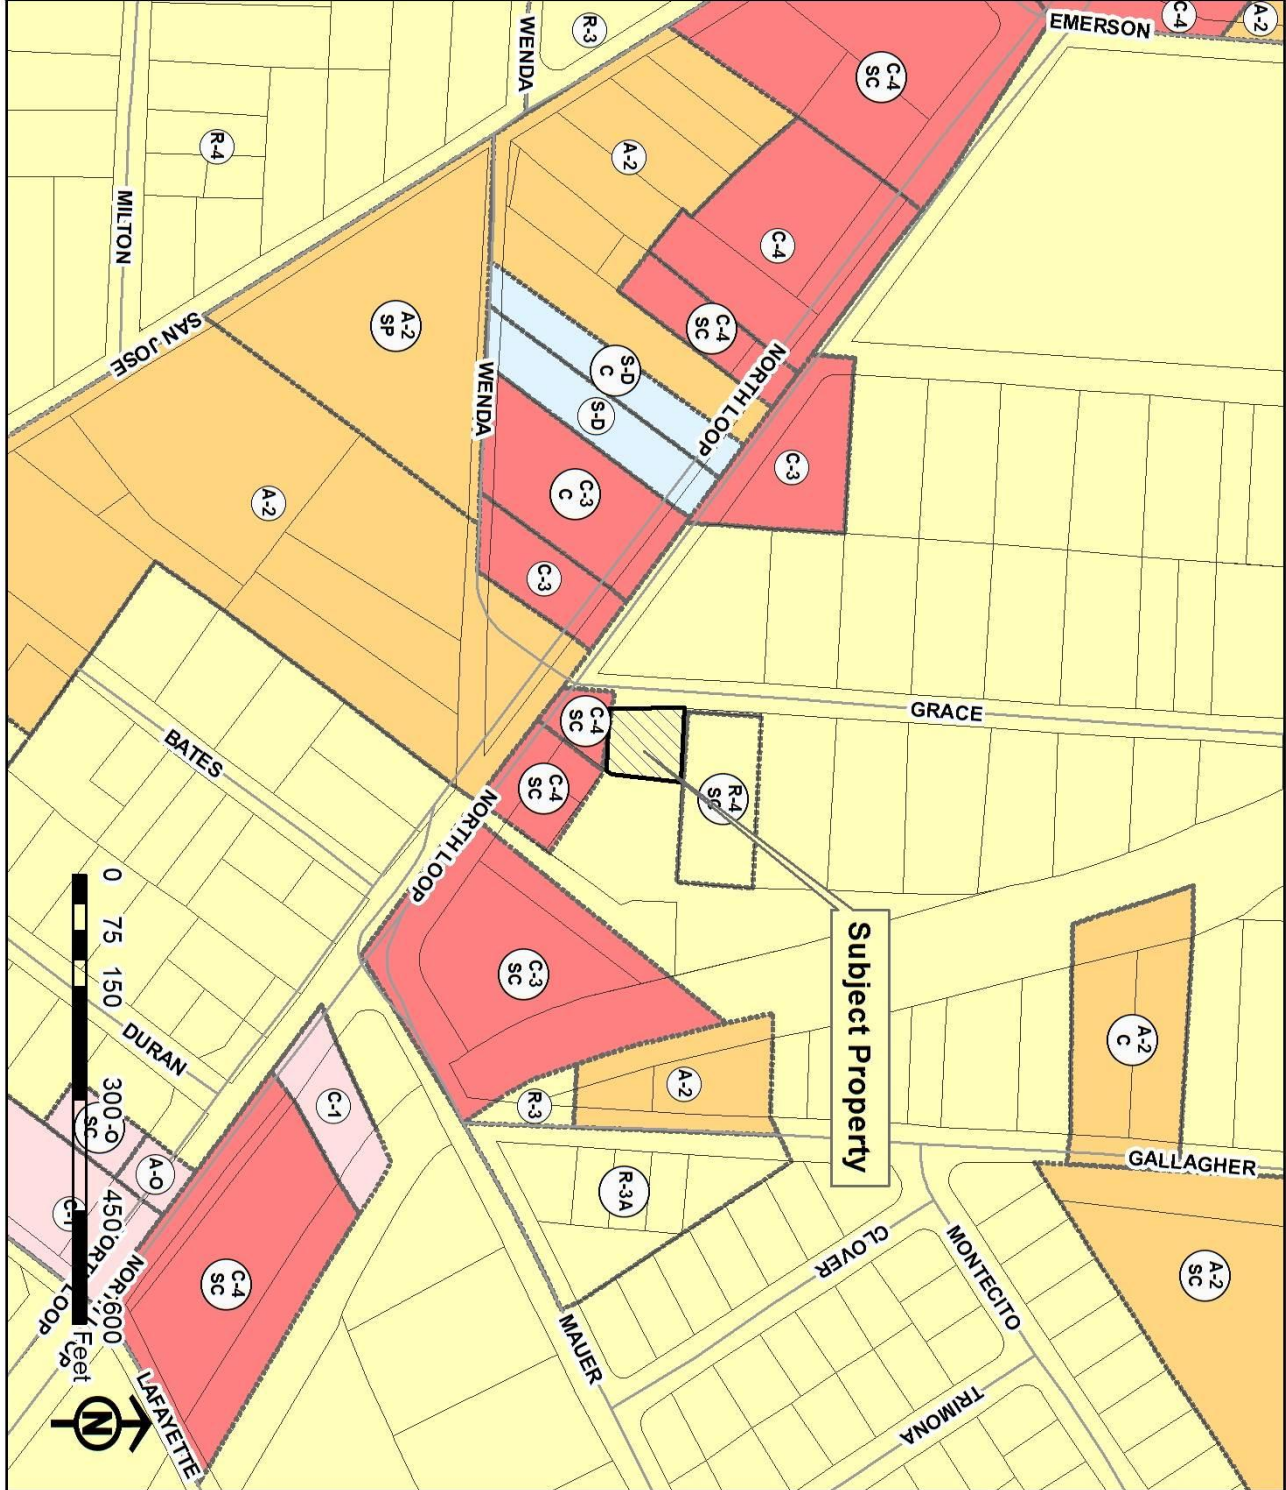 EMERSON
C-4
A-2
WENDA
R-3
C-4
SC
R-4
A-2
MILTON
C-4
A-2
SP
C-4
SC
SAN JOSE
S-D
C
NORTH LOOP
WENDA
S-D
C-3
C-3
C
A-2
C-3
GRACE
C-4
SC
BATES
C-4
SC
R-4
SC
NORTH LOOP
Subject Property
C-3
SC
A-2
C
DURAN
A-2
R-3
C-1
GALLAGHER
SC
A-O
R-3A
CLOVER
MONTECITO
A-2
SC
C-4
SC
MAUER
TRIMONA
LAFAYETTE
LOOP
0 75 150 300 450 600
Feet
N